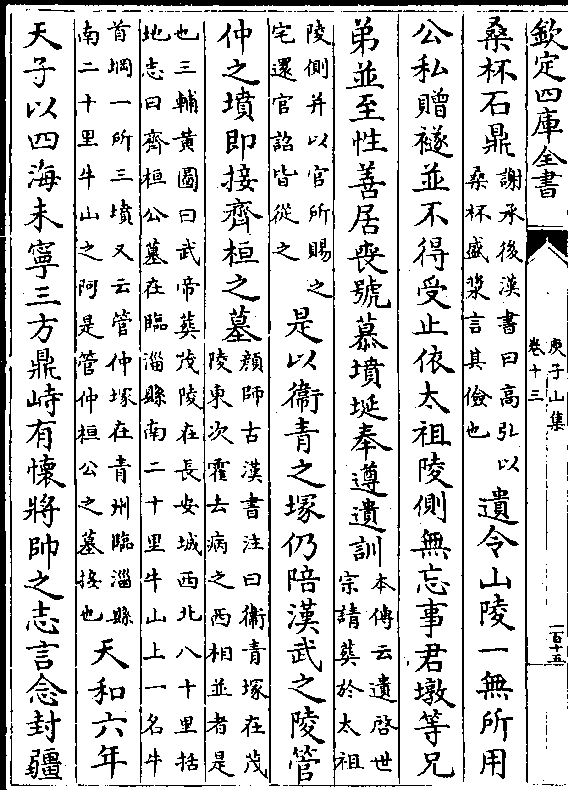 欽定四庫全書
庾子山集
卷十三
一百十五
桑杯石鼎
謝承後漢書曰高弘以
桑杯盛漿言其儉也
遺令山陵一無所用
公私贈襚並不得受止依太祖陵側無忘事君墩等兄
弟並至性善居喪號慕墳埏奉遵遺訓
本傳云遺啓世
宗請葬於太祖
陵側并以官所賜之
宅還官詔皆從之
是以衞青之塚仍陪漢武之陵管
仲之墳即接齊桓之墓
顔師古漢書注曰衞青塚在茂
陵東次霍去病之西相並者是
也三輔黃圖曰武帝葬茂陵在長安城西北八十里括
地志曰齊桓公墓在臨淄縣南二十里牛山上一名牛
首堈一所三墳又云管仲塚在青州臨淄縣
南二十里牛山之阿是管仲桓公之墓接也
天和六年
天子以四海未寧三方鼎峙有懷將帥之志言念封疆